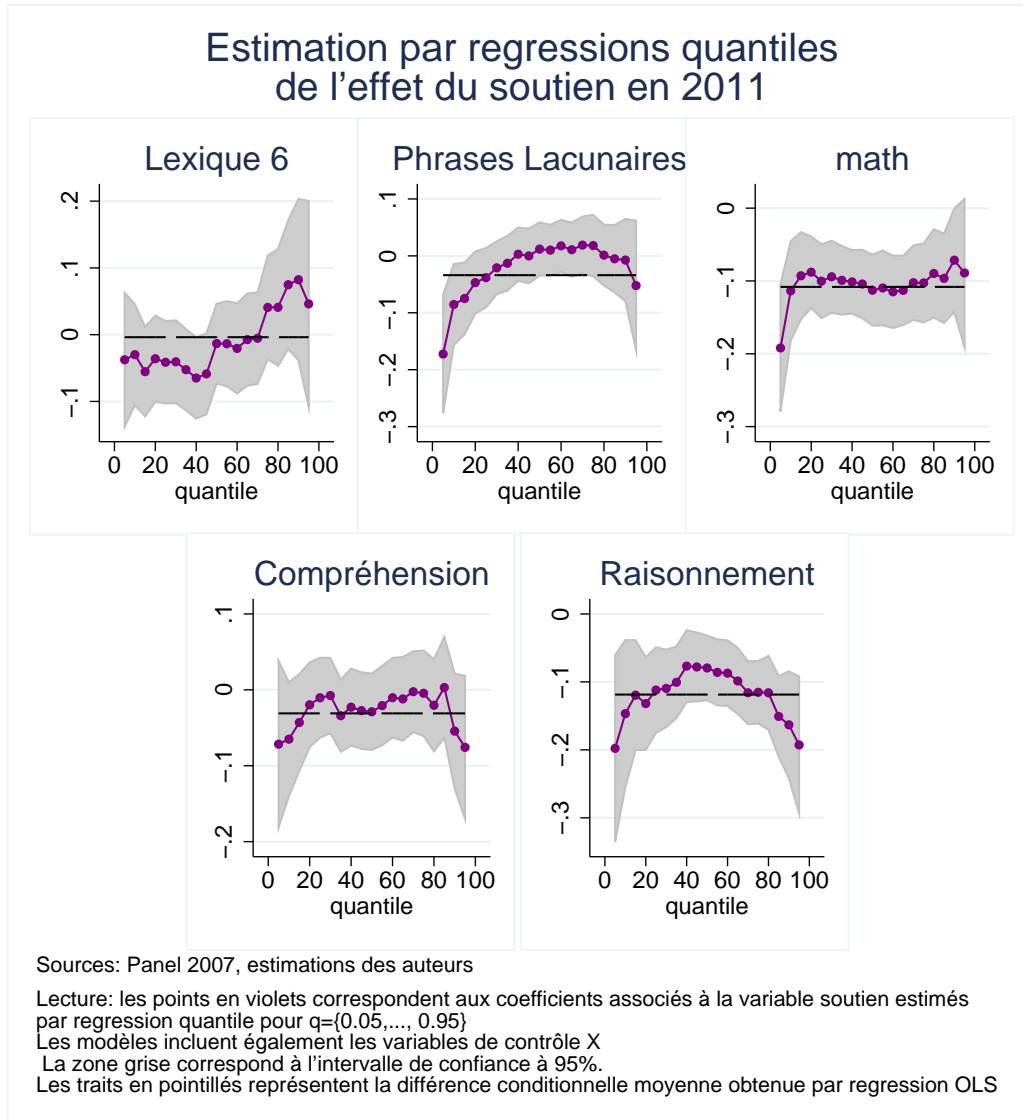 Estimation par regressions quantiles
de l'effet du soutien en 2011
Lexique 6
.2
.1
0
−.1
0 20 40 60 80 100
quantile
Phrases Lacunaires
.1
0
−.1
−.2
−.3
0 20 40 60 80 100
quantile
math
0
−.1
−.2
−.3
0 20 40 60 80 100
quantile
Compréhension
.1
0
−.1
−.2
0 20 40 60 80 100
quantile
Raisonnement
0
−.1
−.2
−.3
0 20 40 60 80 100
quantile
Sources: Panel 2007, estimations des auteurs
Lecture: les points en violets correspondent aux coefficients associés à la variable soutien estimés
par regression quantile pour q={0.05,..., 0.95}
Les modèles incluent également les variables de contrôle X
La zone grise correspond à l'intervalle de confiance à 95%.
Les traits en pointillés représentent la différence conditionnelle moyenne obtenue par regression OLS